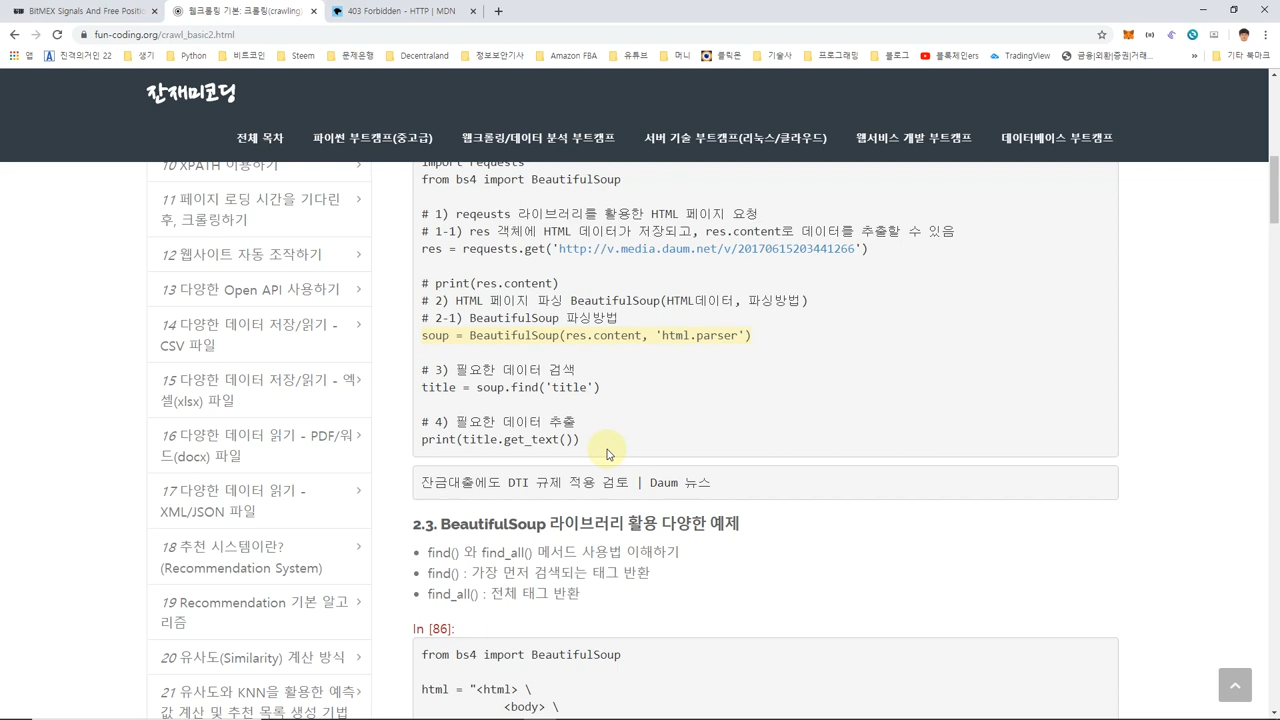 BitMEX Signals And Free Positio
웹크롤링 기본: 크롤링(crawling)
403 Forbidden - HTTP | MDN
fun-coding.org/crawl_basic2.html
앱
진격의거인 22
생기
Python
비트코인
Steem
문제은행
Decentraland
정보보안기사
Amazon FBA
유튜브
머니
클릭몬
기술사
프로그래밍
블로그
블록체인러스
TradingView
금융|외환|증권|거래...
기타 북마크
잔재미코딩
전체 목차
파이썬 부트캠프(중고급)
웹크롤링/데이터 분석 부트캠프
서버 기술 부트캠프(리눅스/클라우드)
웹서비스 개발 부트캠프
데이터베이스 부트캠프
10 XPATH 이용하기
11 페이지 로딩 시간을 기다린
후, 크롤링하기
12 웹사이트 자동 조작하기
13 다양한 Open API 사용하기
14 다양한 데이터 저장/읽기 -
CSV 파일
15 다양한 데이터 저장/읽기 - 엑
셀(xlsx) 파일
16 다양한 데이터 읽기 - PDF/워
드(docx) 파일
17 다양한 데이터 읽기 -
XML/JSON 파일
18 추천 시스템이란?
(Recommendation System)
19 Recommendation 기본 알고
리즘
20 유사도(Similarity) 계산 방식
21 유사도와 KNN을 활용한 예측
값 계산 및 추천 목록 생성 기법
import requests
from bs4 import BeautifulSoup
# 1) reqeusts 라이브러리를 활용한 HTML 페이지 요청
# 1-1) res 객체에 HTML 데이터가 저장되고, res.content로 데이터를 추출할 수 있음
res = requests.get('http://v.media.daum.net/v/20170615203441266')
# print(res.content)
# 2) HTML 페이지 파싱 BeautifulSoup(HTML데이터, 파싱방법)
# 2-1) BeautifulSoup 파싱방법
soup = BeautifulSoup(res.content, 'html.parser')
# 3) 필요한 데이터 검색
title = soup.find('title')
# 4) 필요한 데이터 추출
print(title.get_text())
잔금대출에도 DTI 규제 적용 검토 | Daum 뉴스
2.3. BeautifulSoup 라이브러리 활용 다양한 예제
find() 와 find_all() 메서드 사용법 이해하기
find() : 가장 먼저 검색되는 태그 반환
find_all() : 전체 태그 반환
In [86]:
from bs4 import BeautifulSoup
html = "<html> \
<body> \